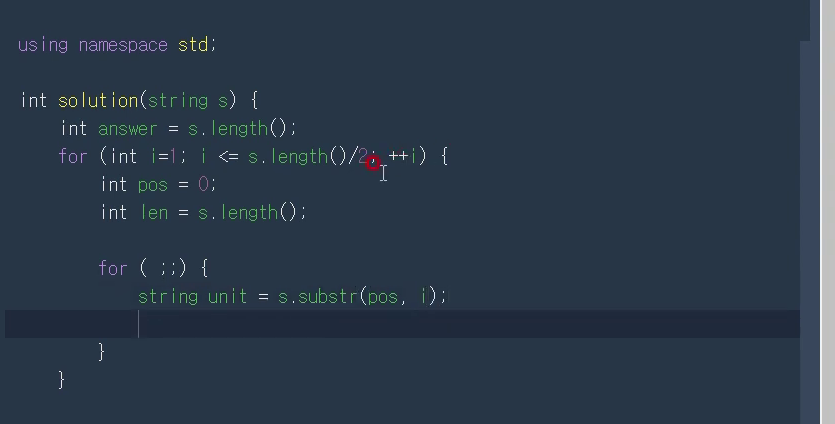 using namespace std;
int solution(string s) {
int answer = s.length();
for (int i=1; i <= s.length()/2; ++i) {
int pos = 0;
int len = s.length();
for ( ;;) {
string unit = s.substr(pos, i);
}
}